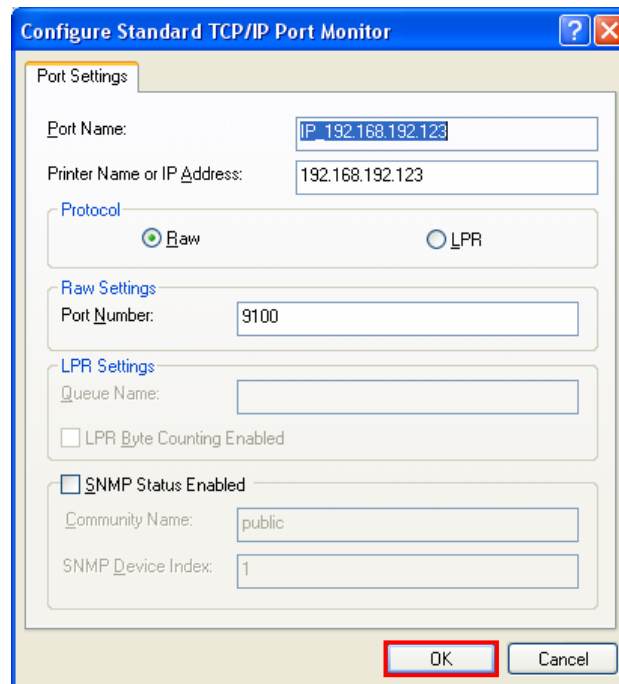 Configure Standard TCP/IP Port Monitor
Port Settings
Port Name: IP_192.168.192.123
Printer Name or IP Address: 192.168.192.123
Protocol
Raw LPR
Raw Settings
Port Number: 9100
LPR Settings
Queue Name:
LPR Byte Counting Enabled
SNMP Status Enabled
Community Name: public
SNMP Device Index: 1
OK Cancel